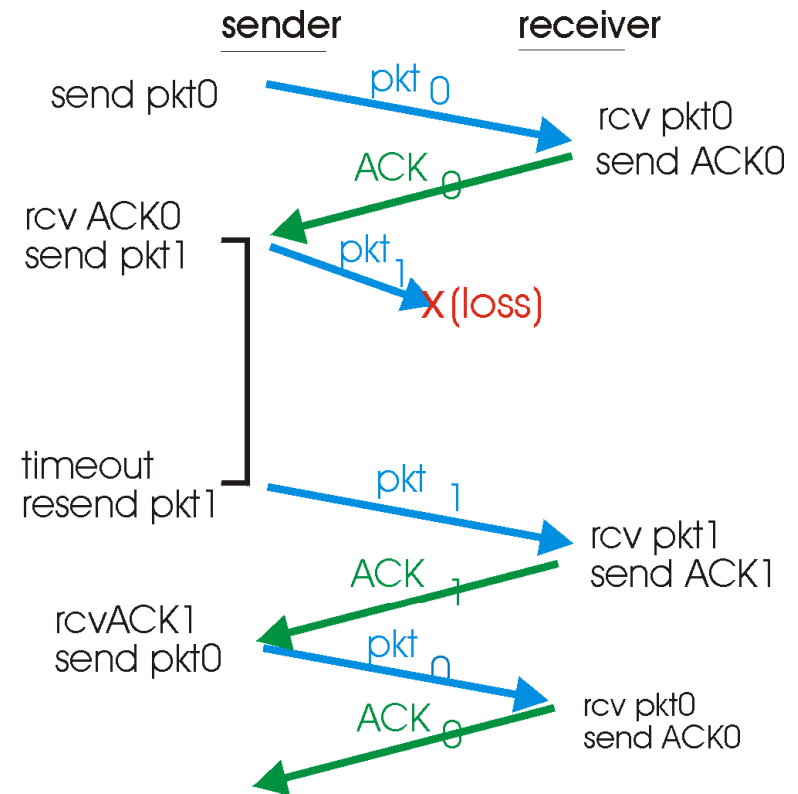 sender
receiver
send pkt0
pkt 0
rcv pkt0
send ACK0
ACK 0
rcv ACK0
send pkt1
pkt 1
X (loss)
timeout
resend pkt1
pkt 1
rcv pkt1
send ACK1
ACK 1
rcvACK1
send pkt0
pkt 0
rcv pkt0
send ACK0
ACK 0